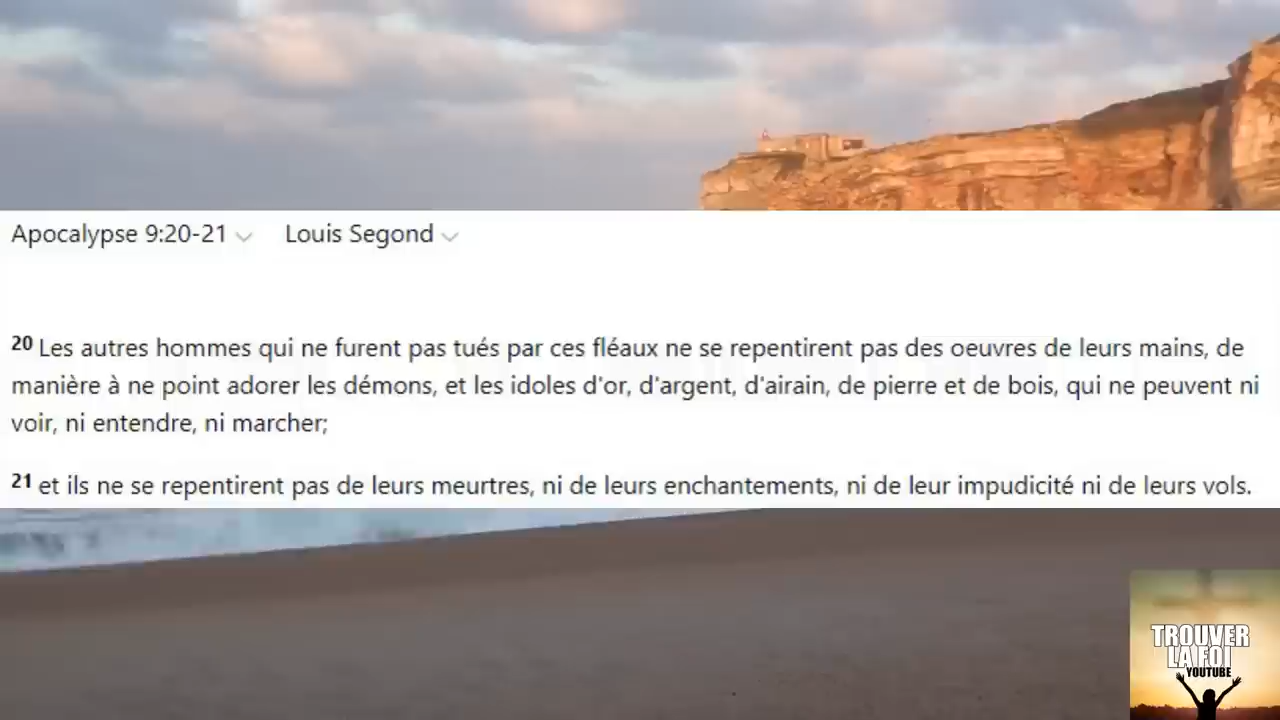 Apocalypse 9:20-21 Louis Segond
20 Les autres hommes qui ne furent pas tués par ces fléaux ne se repentirent pas des oeuvres de leurs mains, de
manière à ne point adorer les démons, et les idoles d'or, d'argent, d'airain, de pierre et de bois, qui ne peuvent ni
voir, ni entendre, ni marcher;
21 et ils ne se repentirent pas de leurs meurtres, ni de leurs enchantements, ni de leur impudicité ni de leurs vols.
TROUVER
LA FOI
YOUTUBE